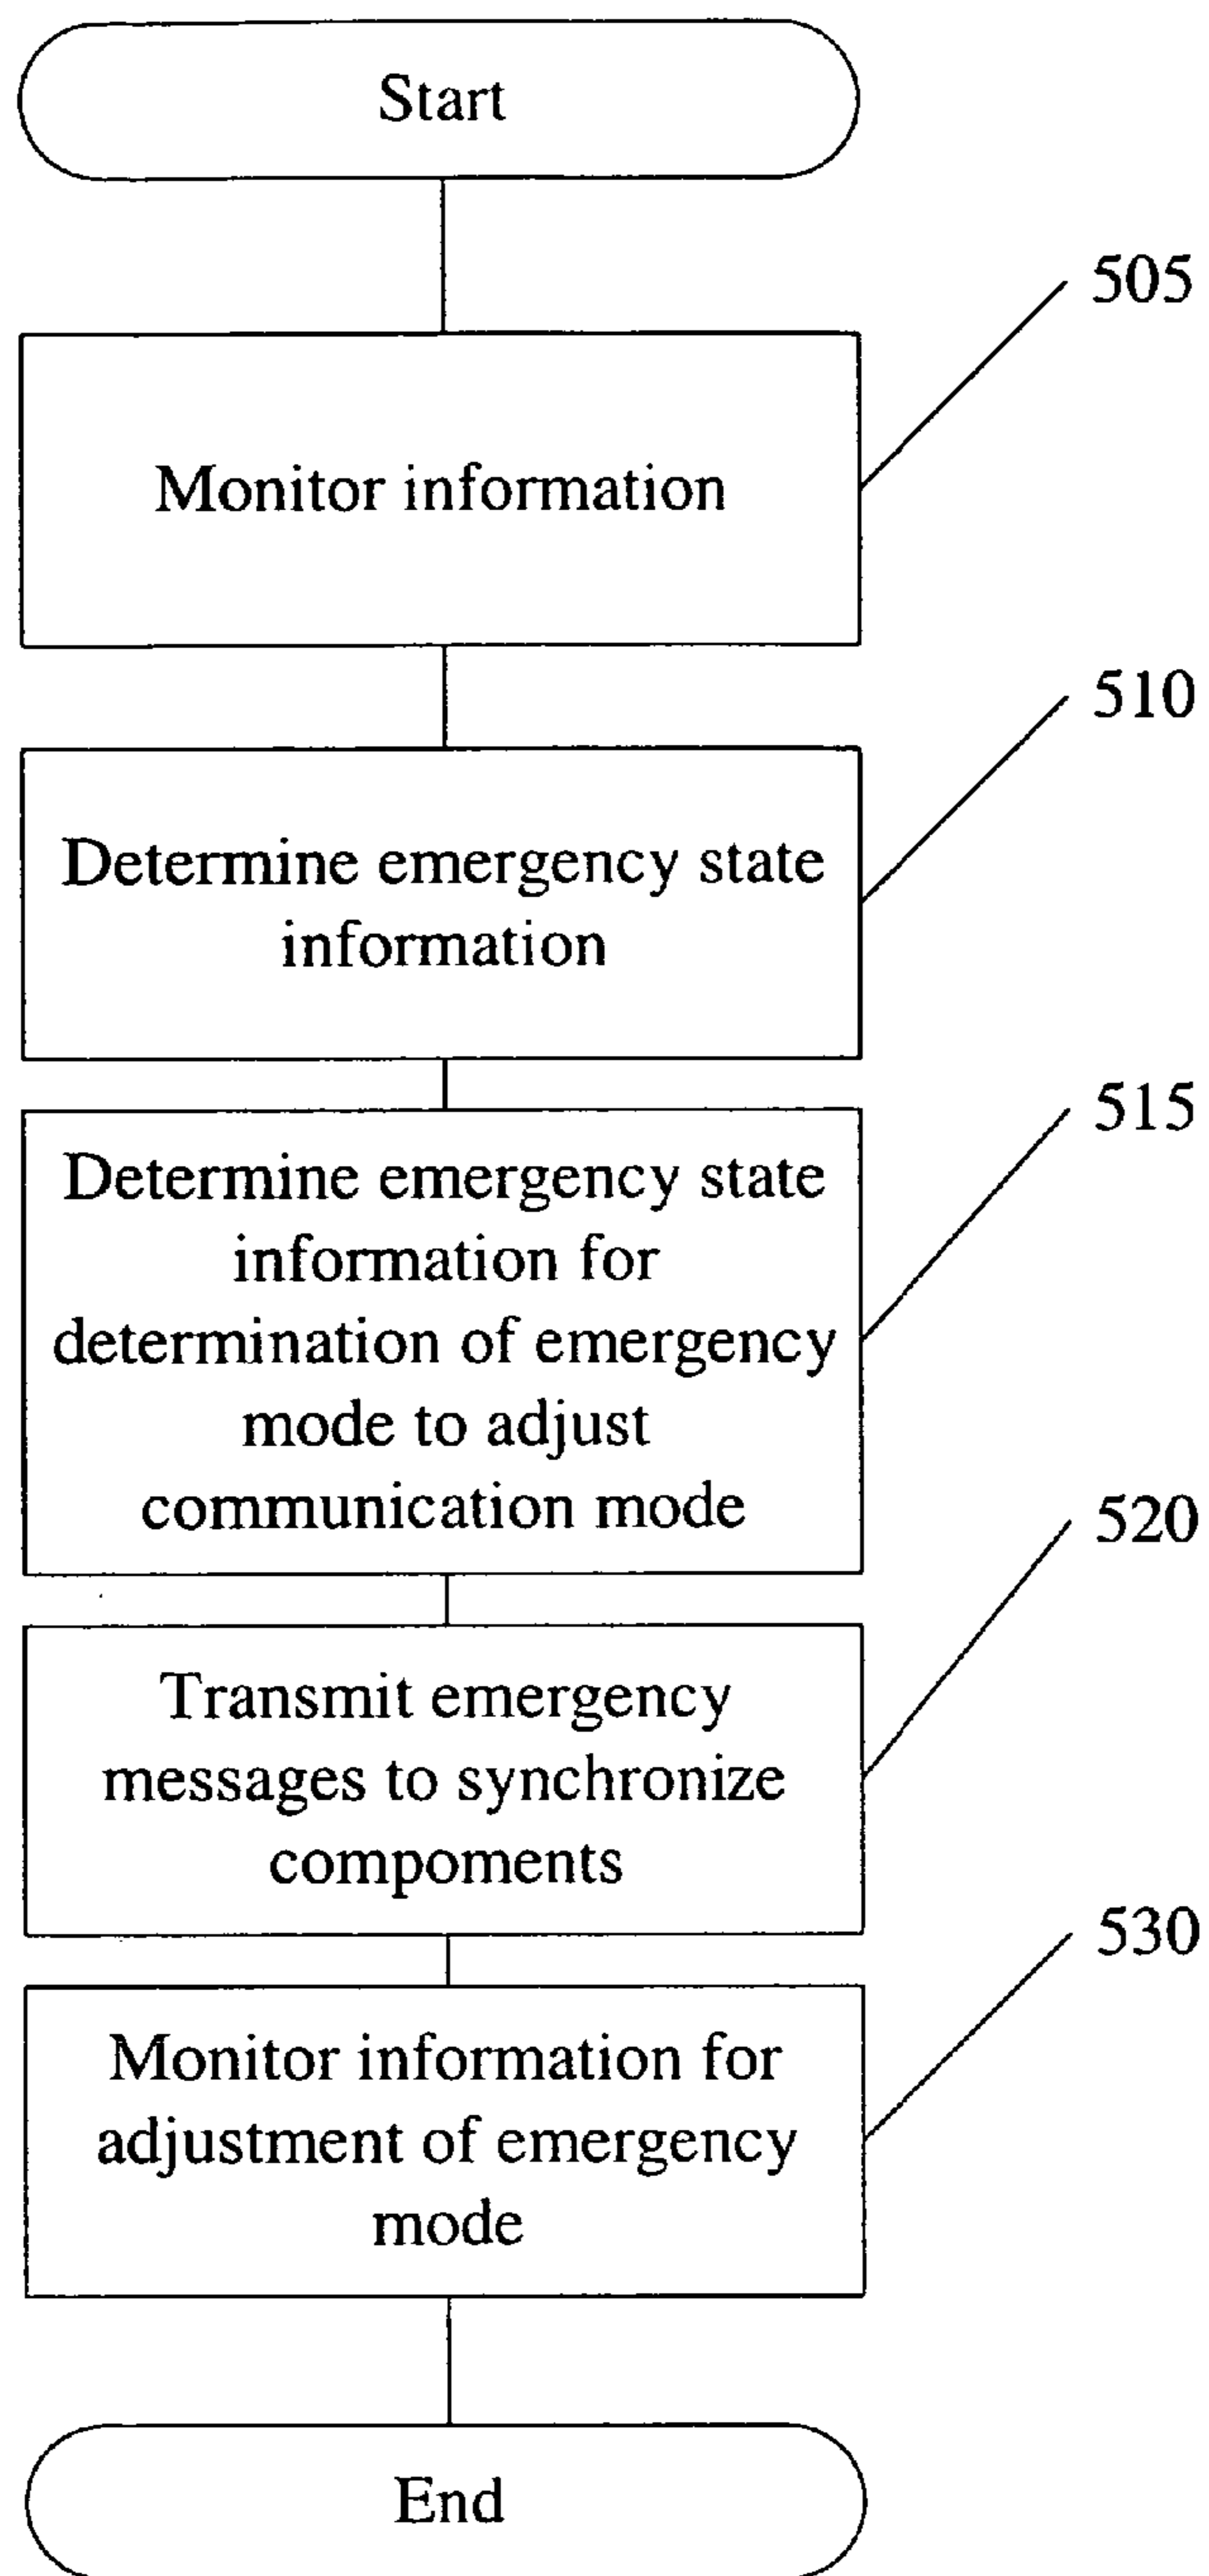 Start
505
Monitor information
510
Determine emergency state
information
515
Determine emergency state
information for
determination of emergency
mode to adjust
communication mode
520
Transmit emergency
messages to synchronize
compoments
530
Monitor information for
adjustment of emergency
mode
End